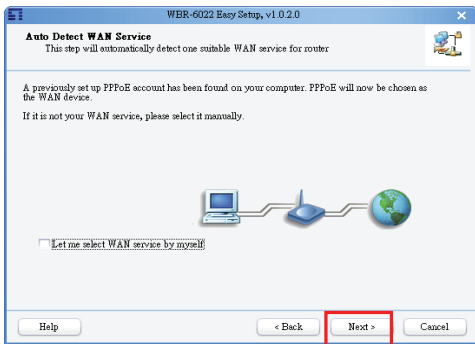 WBR-6022 Easy Setup, v1.0.2.0
Auto Detect WAN Service
This step will automatically detect one suitable WAN service for router
A previously set up PPPoE account has been found on your computer. PPPoE will now be chosen as
the WAN device.
If it is not your WAN service, please select it manually.
Let me select WAN service by myself
Help
< Back
Next >
Cancel